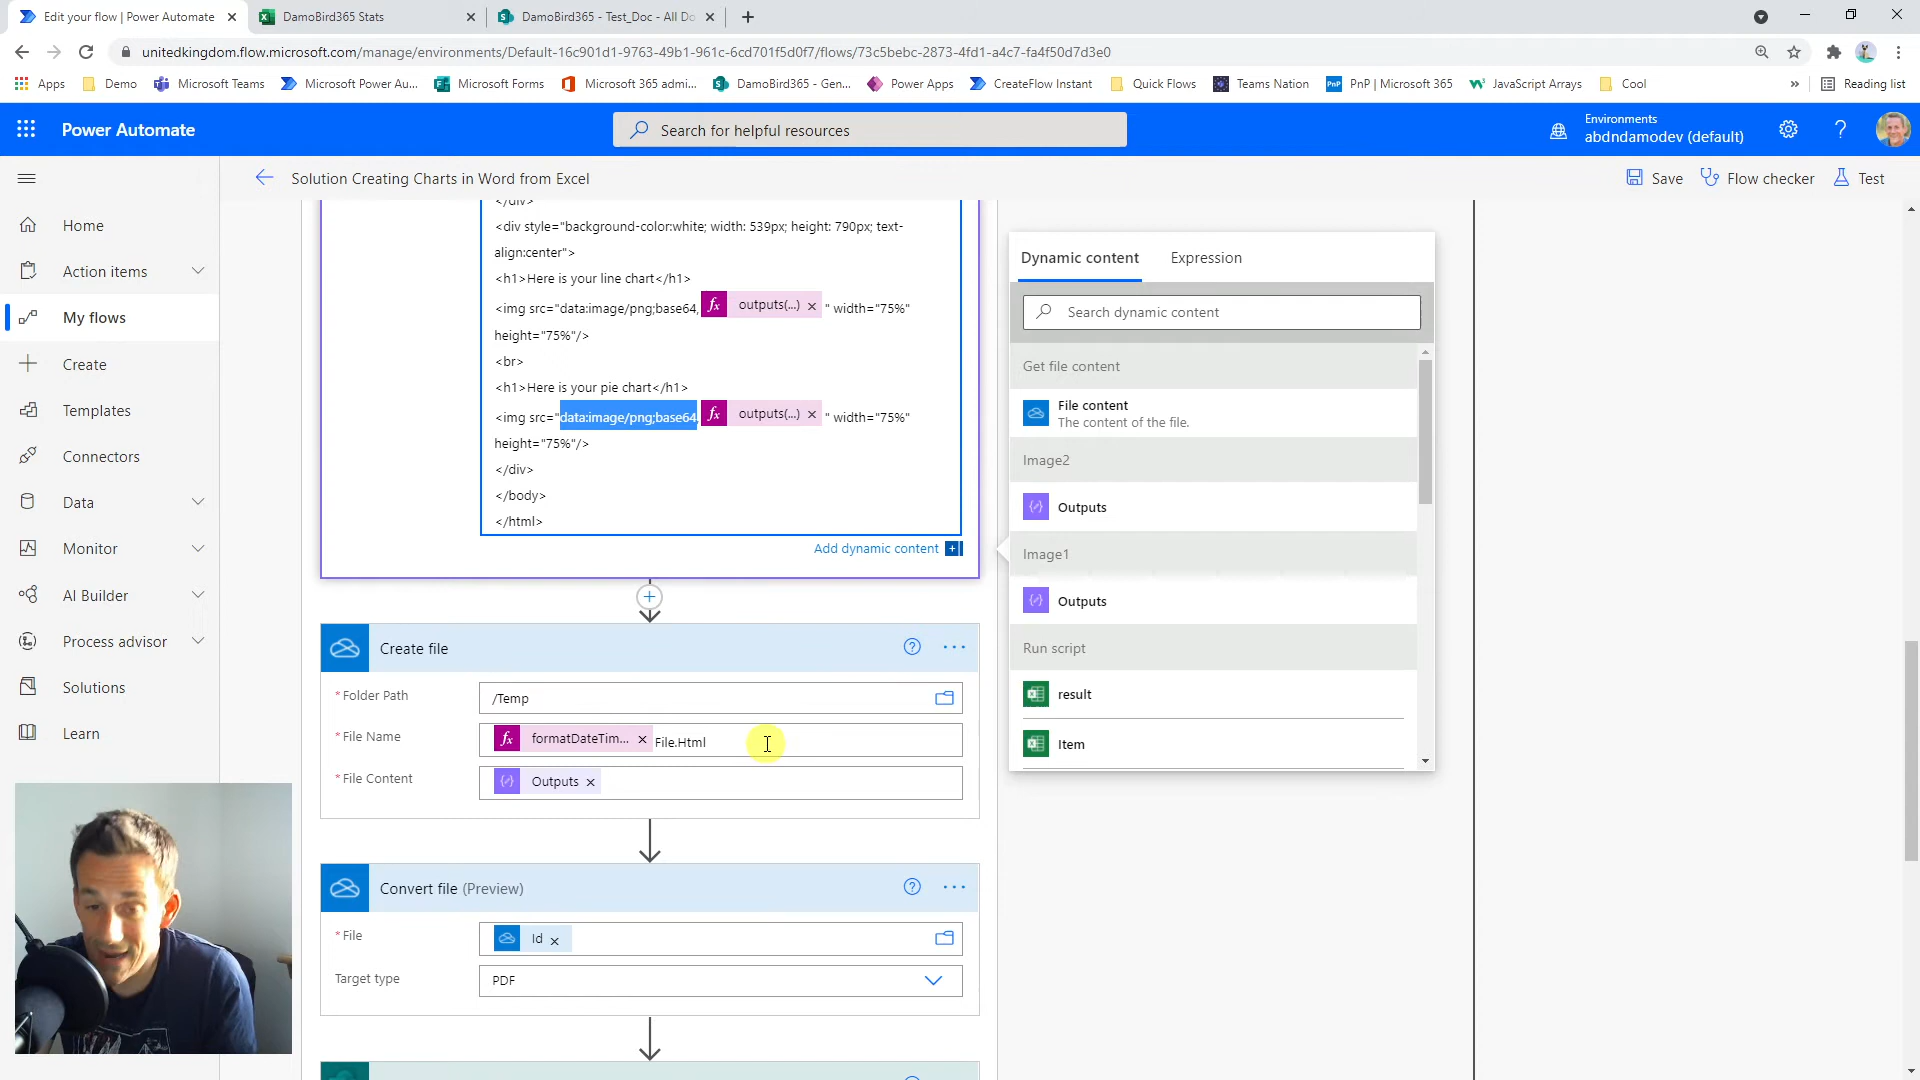 Edit your flow | Power Automate
DamoBird365 Stats
DamoBird365 - Test_Doc - All Do
unitedkingdom.flow.microsoft.com/manage/environments/Default-16c901d1-9763-49b1-961c-6cd701f5d0f7/flows/73c5bebc-2873-4fd1-a4c7-fa4f50d7d3e0
Apps
Demo
Microsoft Teams
Microsoft Power Au...
Microsoft Forms
Microsoft 365 admi...
DamoBird365 - Gen...
Power Apps
CreateFlow Instant
Quick Flows
Teams Nation
PnP | Microsoft 365
JavaScript Arrays
Cool
»
Reading list
Power Automate
Search for helpful resources
Environments
abdndamodev (default)
Solution Creating Charts in Word from Excel
Save
Flow checker
Test
Home
Action items
My flows
Create
Templates
Connectors
Data
Monitor
AI Builder
Process advisor
Solutions
Learn
</div>
<div style="background-color:white; width: 539px; height: 790px; text-
align:center">
<h1>Here is your line chart</h1>
<img src="data:image/png;base64, fx outputs(...) × " width="75%"
height="75%"/>
<br>
<h1>Here is your pie chart</h1>
<img src="data:image/png;base64, fx outputs(...) × " width="75%"
height="75%"/>
</div>
</body>
</html>
Add dynamic content
Create file
* Folder Path
/Temp
* File Name
fx formatDateTim... × File.Html
* File Content
Outputs ×
Convert file (Preview)
* File
Id ×
Target type
PDF
Dynamic content
Expression
Search dynamic content
Get file content
File content
The content of the file.
Image2
Outputs
Image1
Outputs
Run script
result
Item